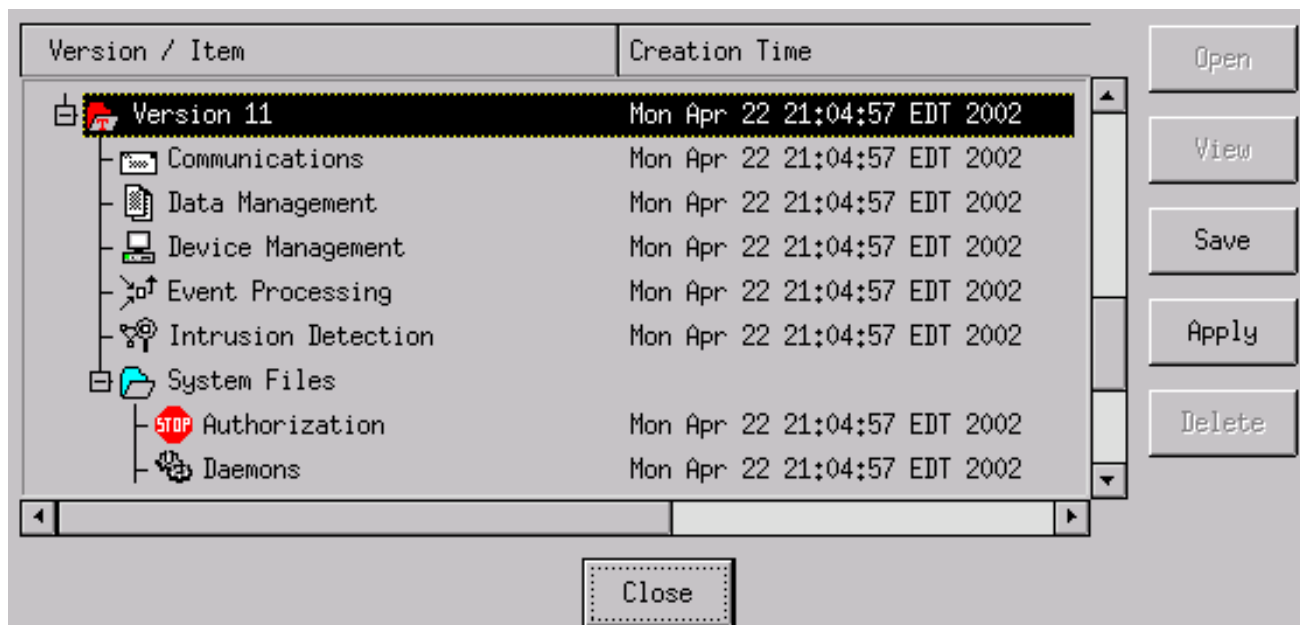 Version / Item Creation Time
Open
Version 11 Mon Apr 22 21:04:57 EDT 2002
T
Communications Mon Apr 22 21:04:57 EDT 2002
View
Data Management Mon Apr 22 21:04:57 EDT 2002
Device Management Mon Apr 22 21:04:57 EDT 2002
Save
Event Processing Mon Apr 22 21:04:57 EDT 2002
Intrusion Detection Mon Apr 22 21:04:57 EDT 2002
Apply
System Files
STOP Authorization Mon Apr 22 21:04:57 EDT 2002
Delete
Daemons Mon Apr 22 21:04:57 EDT 2002
Close